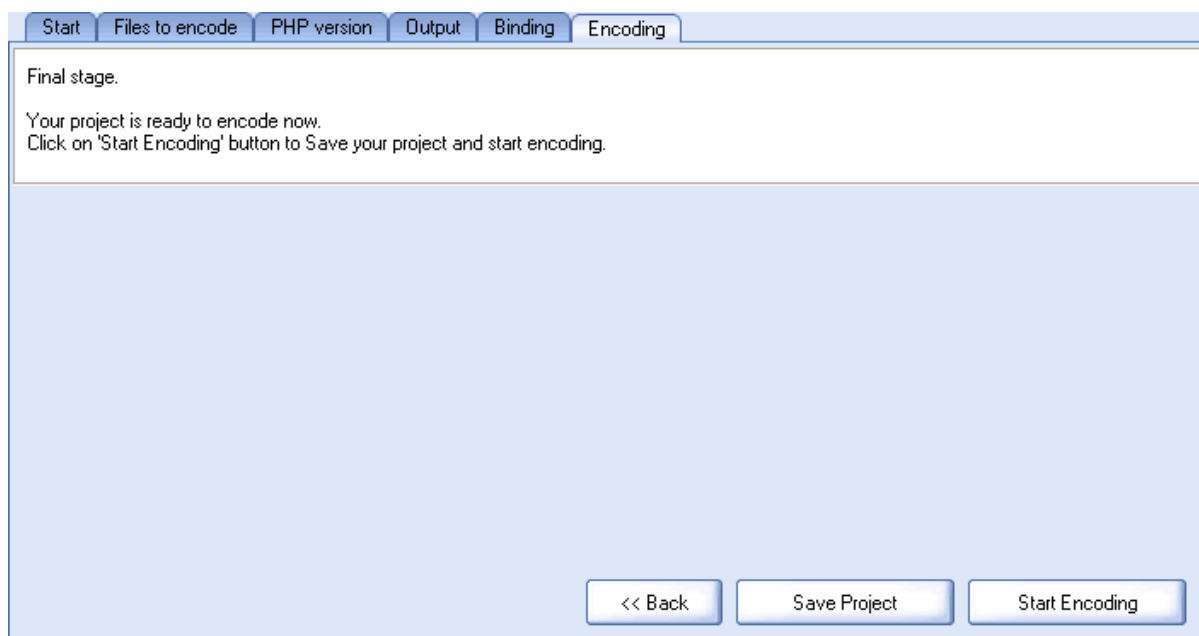 Start Files to encode PHP version Output Binding Encoding
Final stage.
Your project is ready to encode now.
Click on 'Start Encoding' button to Save your project and start encoding.
<< Back Save Project Start Encoding